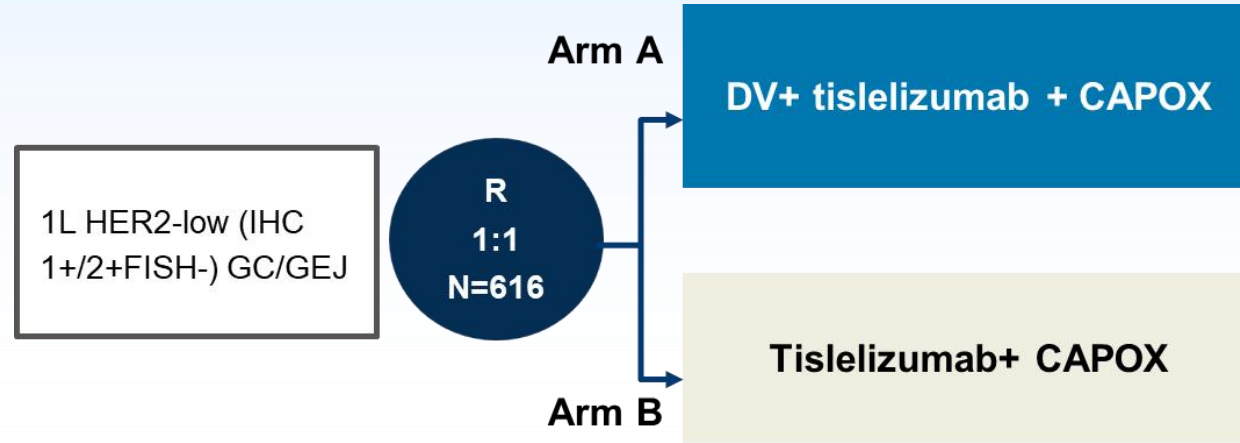 Arm A
DV+ tislelizumab + CAPOX
1L HER2-low (IHC
1+/2+FISH-) GC/GEJ
R
1:1
N=616
Tislelizumab+ CAPOX
Arm B